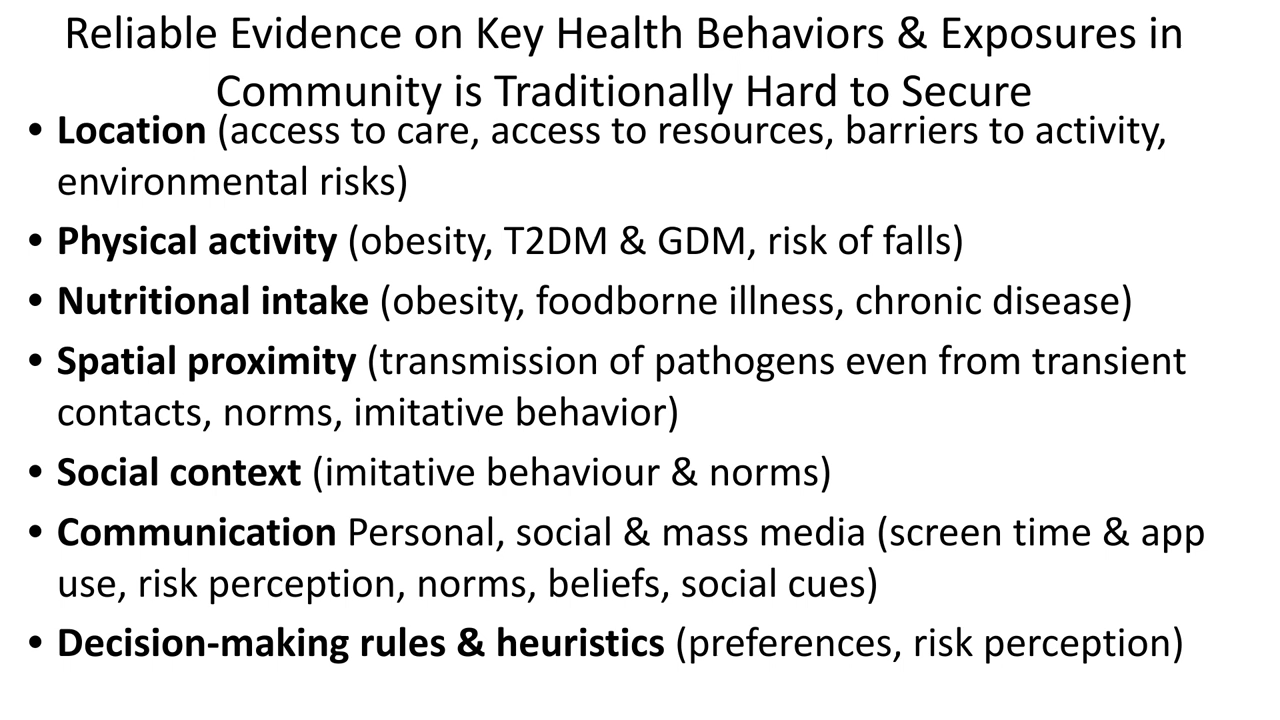 Reliable Evidence on Key Health Behaviors & Exposures in
Community is Traditionally Hard to Secure
• Location (access to care, access to resources, barriers to activity,
environmental risks)
• Physical activity (obesity, T2DM & GDM, risk of falls)
• Nutritional intake (obesity, foodborne illness, chronic disease)
• Spatial proximity (transmission of pathogens even from transient
contacts, norms, imitative behavior)
• Social context (imitative behaviour & norms)
• Communication Personal, social & mass media (screen time & app
use, risk perception, norms, beliefs, social cues)
• Decision-making rules & heuristics (preferences, risk perception)